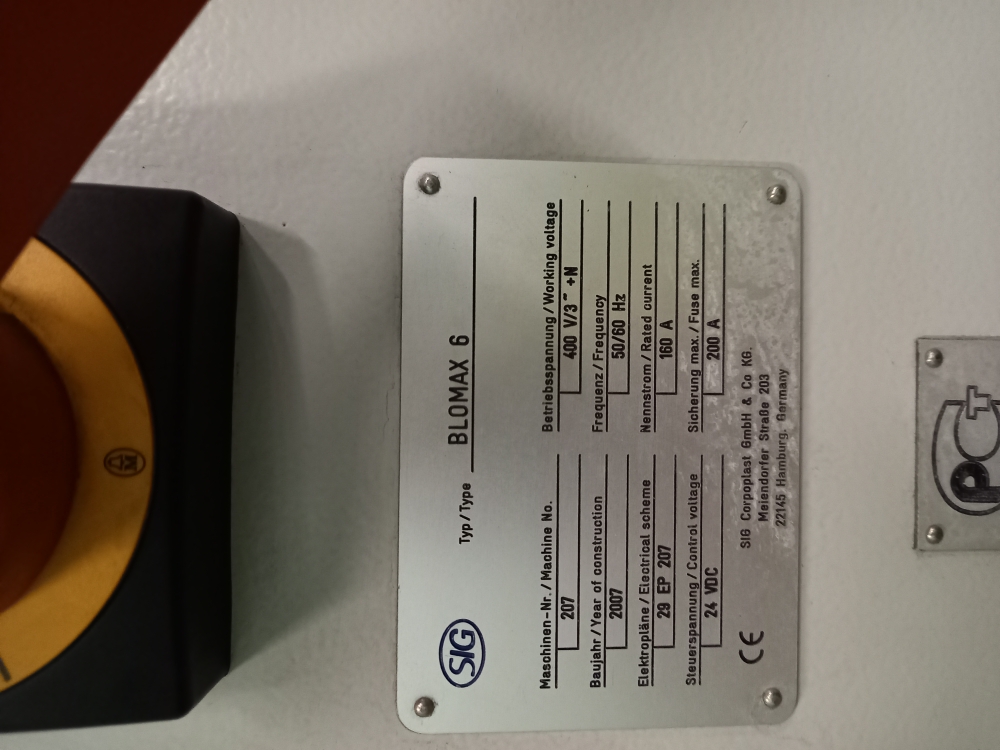 SIG
Typ/Type BLOMAX 6
Maschinen-Nr./Machine No.
207
Betriebsspannung/Working voltage
400 V/3~ +N
Baujahr/Year of construction
2007
Frequenz/Frequency
50/60 Hz
Elektropläne/Electrical scheme
29 EP 207
Nennstrom/Rated current
160 A
Steuerspannung/Control voltage
24 VDC
Sicherung max./Fuse max.
200 A
CE
SIG Corpoplast GmbH & Co KG.
Meiendorfer Straße 203
22145 Hamburg, Germany
M
PCT